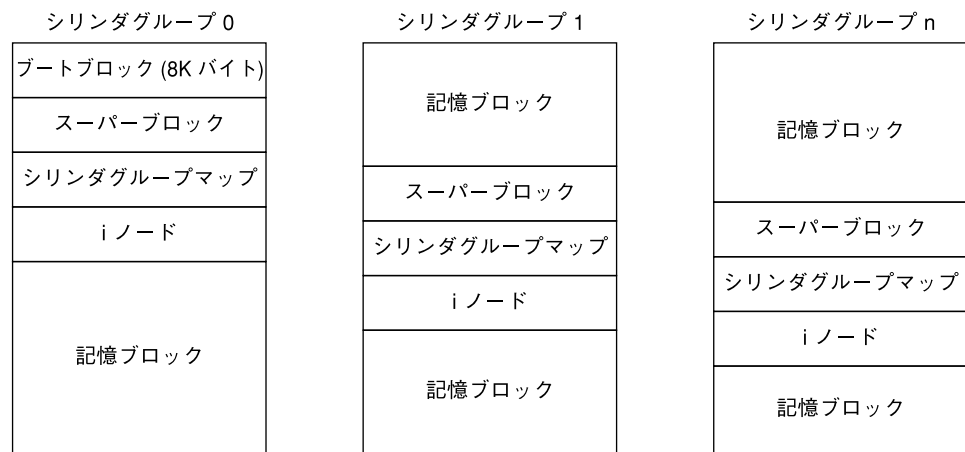 シリンダグループ 0
ブートブロック (8K バイト)
スーパーブロック
シリンダグループマップ
i ノード
記憶ブロック
シリンダグループ 1
記憶ブロック
スーパーブロック
シリンダグループマップ
i ノード
記憶ブロック
シリンダグループ n
記憶ブロック
スーパーブロック
シリンダグループマップ
i ノード
記憶ブロック